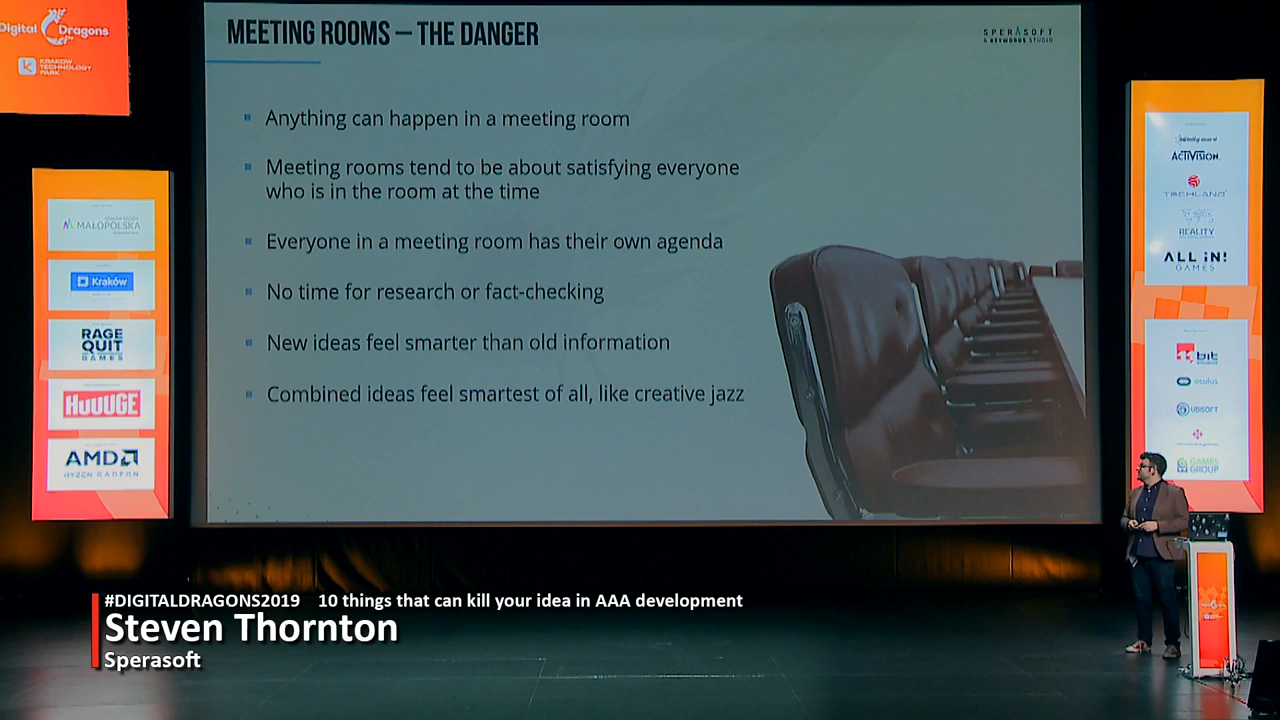 Digital Dragons
KRAKOW
TECHNOLOGY
PARK
MEETING ROOMS – THE DANGER
SPERASOFT
A KEYWORDS STUDIO
Anything can happen in a meeting room
Meeting rooms tend to be about satisfying everyone
who is in the room at the time
Everyone in a meeting room has their own agenda
No time for research or fact-checking
New ideas feel smarter than old information
Combined ideas feel smartest of all, like creative jazz
MAŁOPOLSKA
Kraków
RAGE
QUIT
GAMES
HUUUGE
AMD
RYZEN RADEON
ACTIVISION
TECHLAND
REALITY
ALL iN!
GAMES
11 bit
oculus
UBISOFT
GAMES
GROUP
#DIGITALDRAGONS2019 10 things that can kill your idea in AAA development
Steven Thornton
Sperasoft